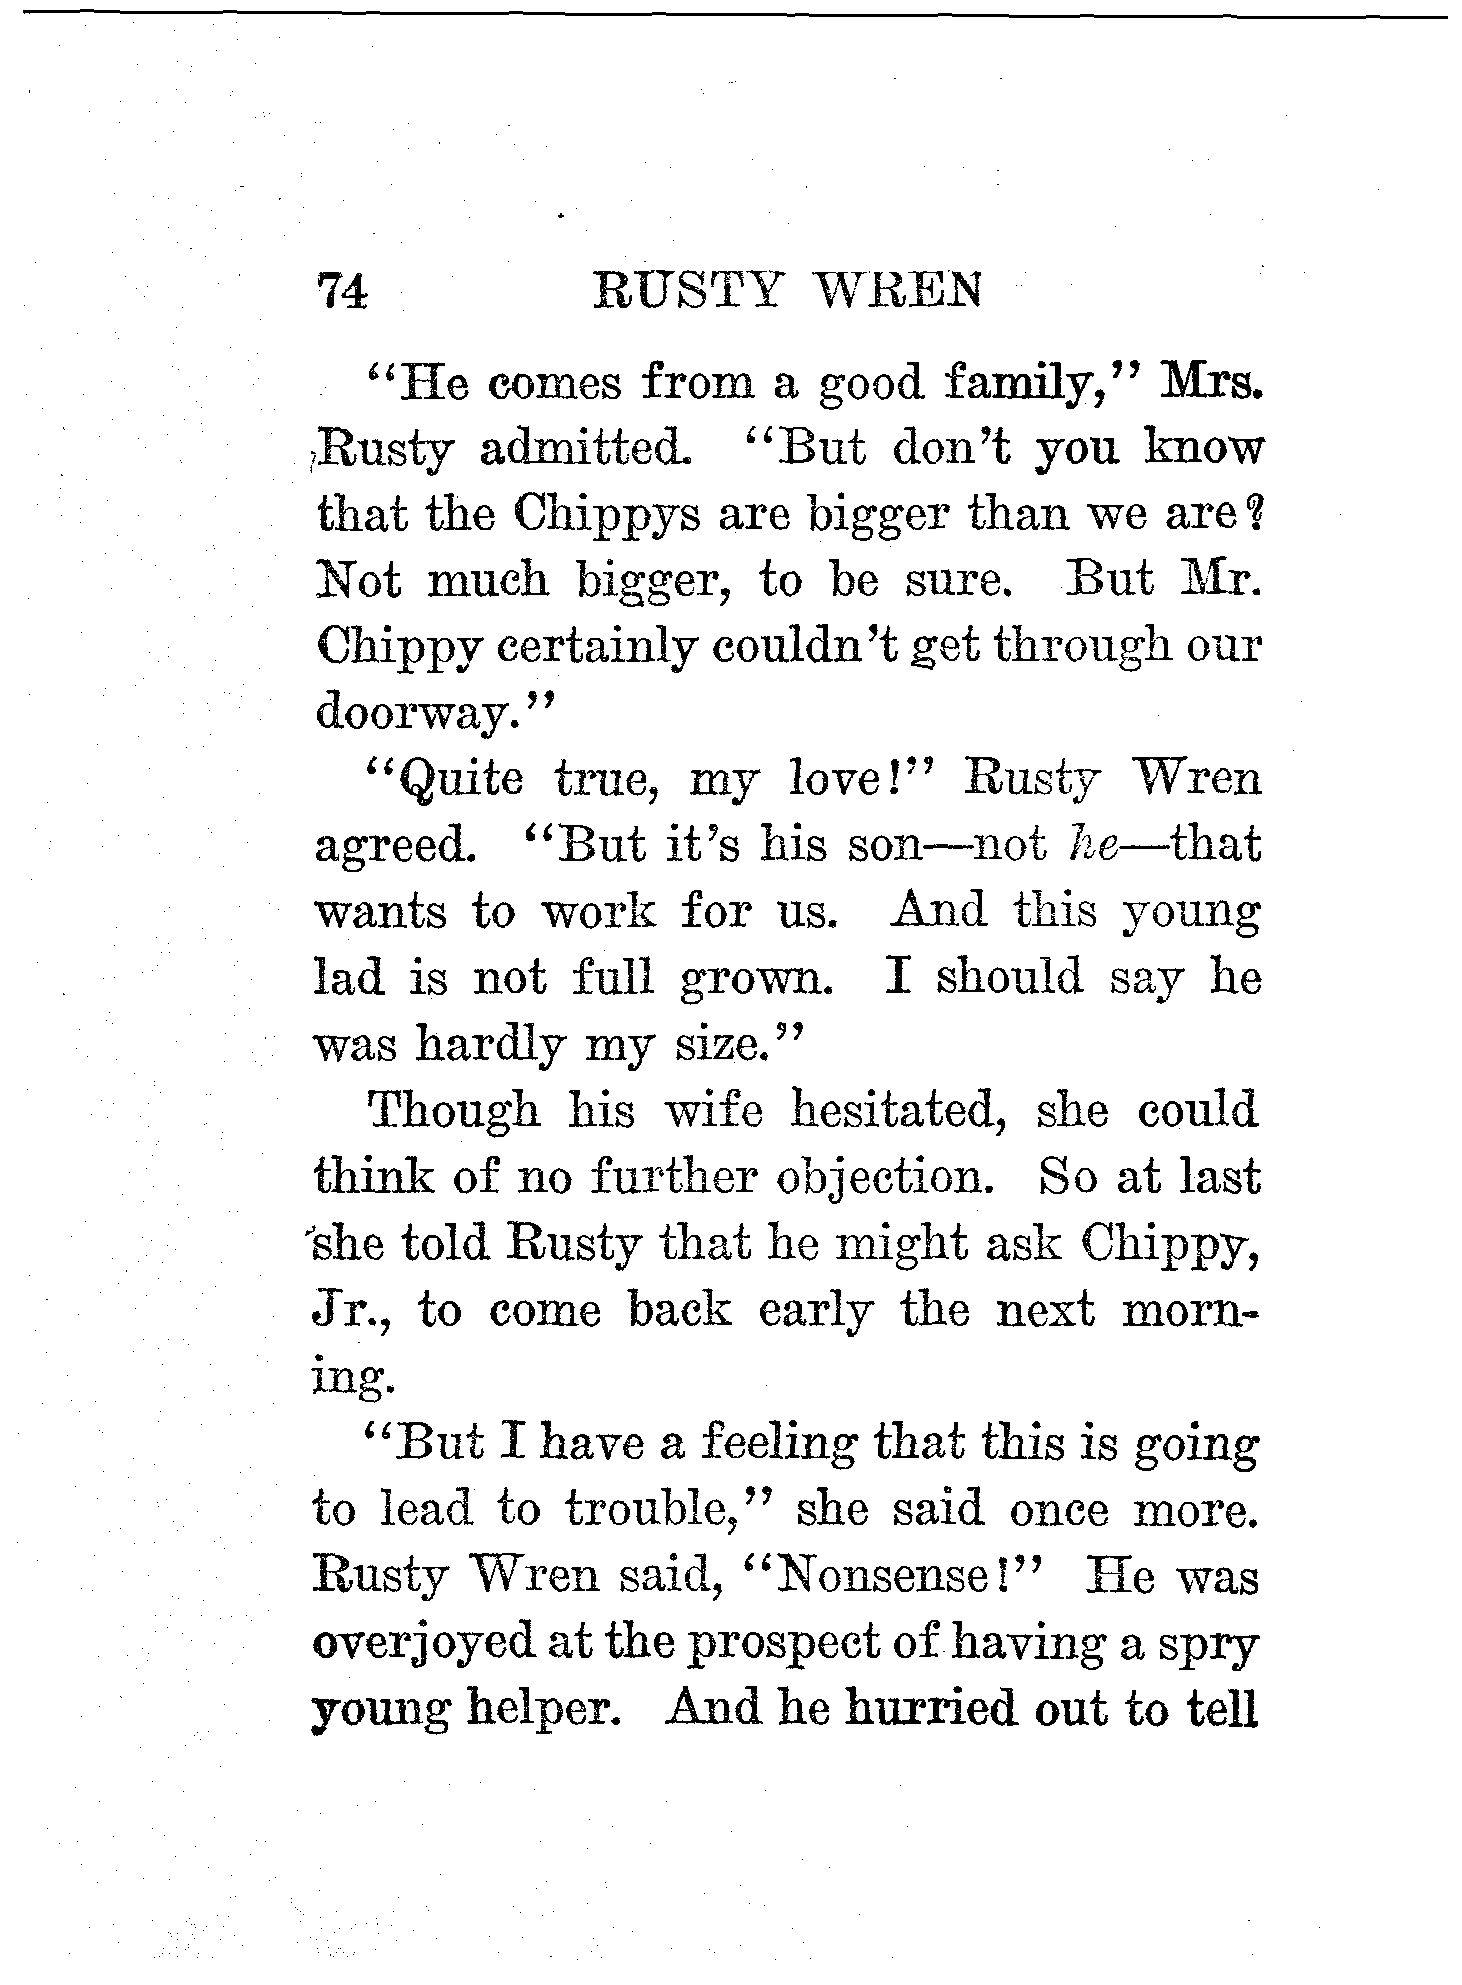 74 RUSTY WREN
“He comes from a good family,” Mrs.
Rusty admitted. “But don’t you know
that the Chippys are bigger than we are?
Not much bigger, to be sure. But Mr.
Chippy certainly couldn’t get through our
doorway.”
“Quite true, my love!” Rusty Wren
agreed. “But it’s his son—not he—that
wants to work for us. And this young
lad is not full grown. I should say he
was hardly my size.”
Though his wife hesitated, she could
think of no further objection. So at last
she told Rusty that he might ask Chippy,
Jr., to come back early the next morn-
ing.
“But I have a feeling that this is going
to lead to trouble,” she said once more.
Rusty Wren said, “Nonsense!” He was
overjoyed at the prospect of having a spry
young helper. And he hurried out to tell